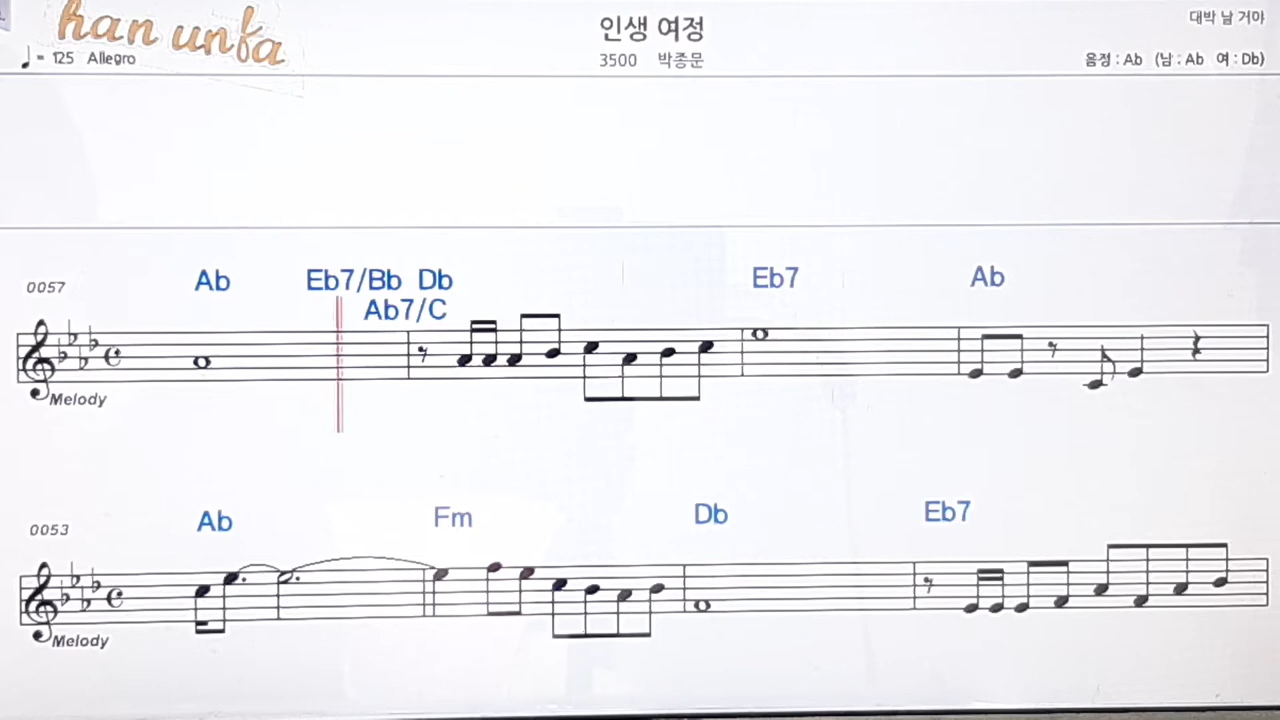 han unfa
인생 여정
대박 날 거야
♩= 125 Allegro
3500 박종문
음정 : Ab (남 : Ab 여 : Db)
0057
Ab Eb7/Bb Db Eb7 Ab
Ab7/C
Melody
0053
Ab Fm Db Eb7
Melody